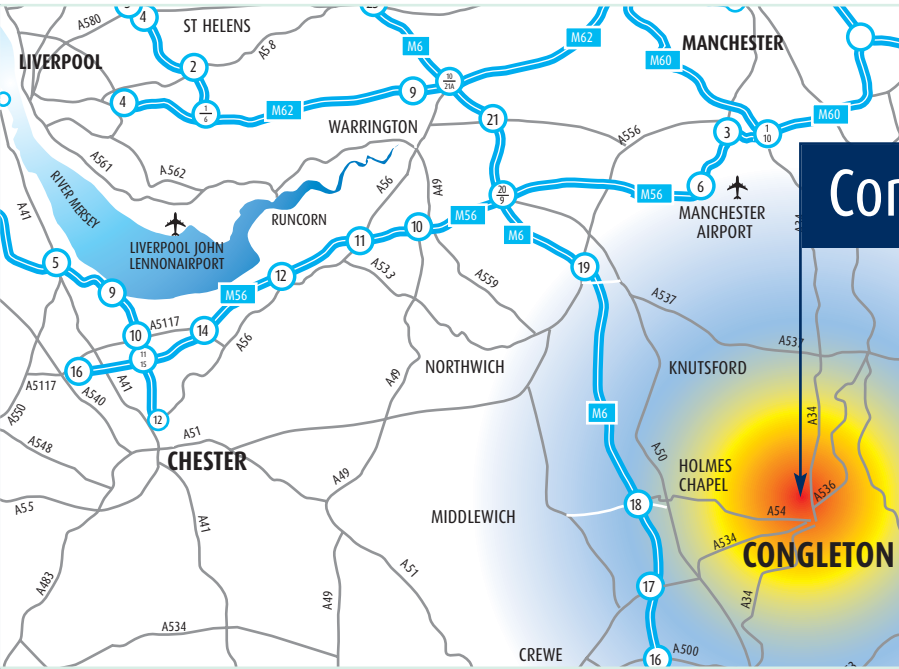 A580
4
ST HELENS
A58
2
LIVERPOOL
M6
M62
MANCHESTER
M60
4
1
6
M62
9
10
21A
21
WARRINGTON
A556
3
1
10
M60
A561
A562
A56
A49
RIVER MERSEY
RUNCORN
20
9
M56
6
MANCHESTER
AIRPORT
A34
Con
A41
LIVERPOOL JOHN
LENNONAIRPORT
11
10
M56
M6
5
9
12
A533
A559
19
M56
A537
10
A5117
14
A56
A537
11
15
16
A5117
A540
A41
NORTHWICH
KNUTSFORD
A49
A550
12
M6
A34
A548
A51
CHESTER
A50
HOLMES
CHAPEL
A49
A536
A55
MIDDLEWICH
18
A54
A41
A534
CONGLETON
A483
A51
17
A49
A34
A534
CREWE
16
A500